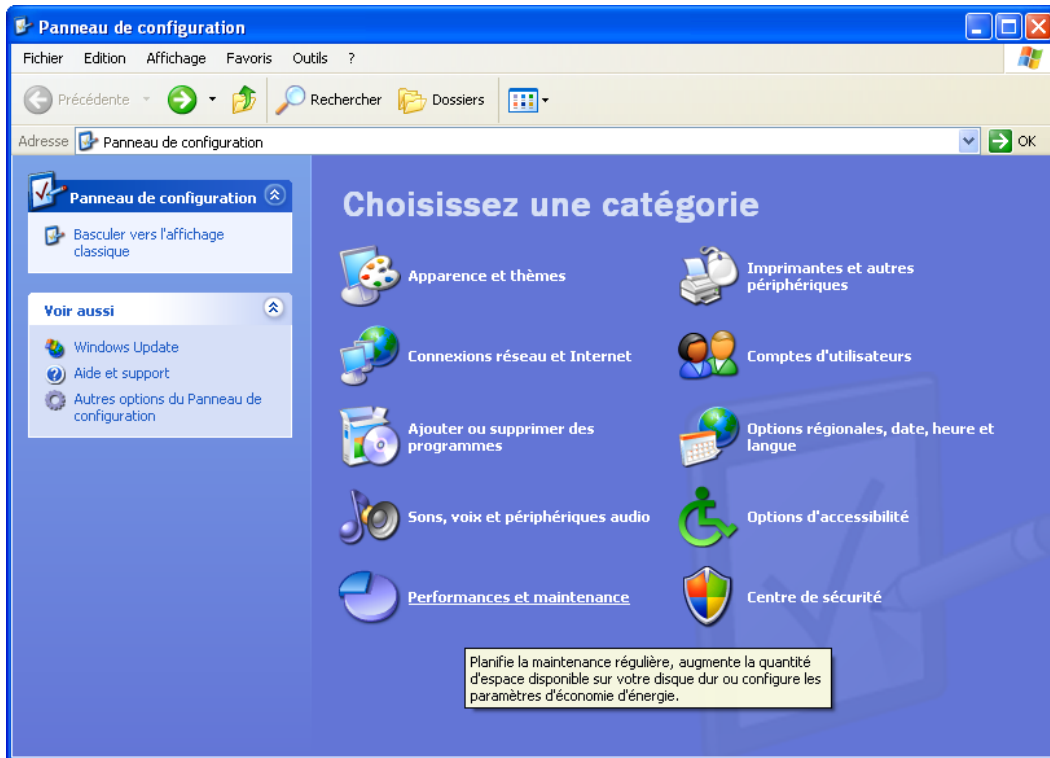 Panneau de configuration
Fichier Edition Affichage Favoris Outils ?
Précédente Rechercher Dossiers
Adresse Panneau de configuration OK
Panneau de configuration
Basculer vers l'affichage
classique
Voir aussi
Windows Update
Aide et support
Autres options du Panneau de
configuration
Choisissez une catégorie
Apparence et thèmes
Imprimantes et autres
périphériques
Connexions réseau et Internet
Comptes d'utilisateurs
Ajouter ou supprimer des
programmes
Options régionales, date, heure et
langue
Sons, voix et périphériques audio
Options d'accessibilité
Performances et maintenance
Centre de sécurité
Planifie la maintenance régulière, augmente la quantité
d'espace disponible sur votre disque dur ou configure les
paramètres d'économie d'énergie.